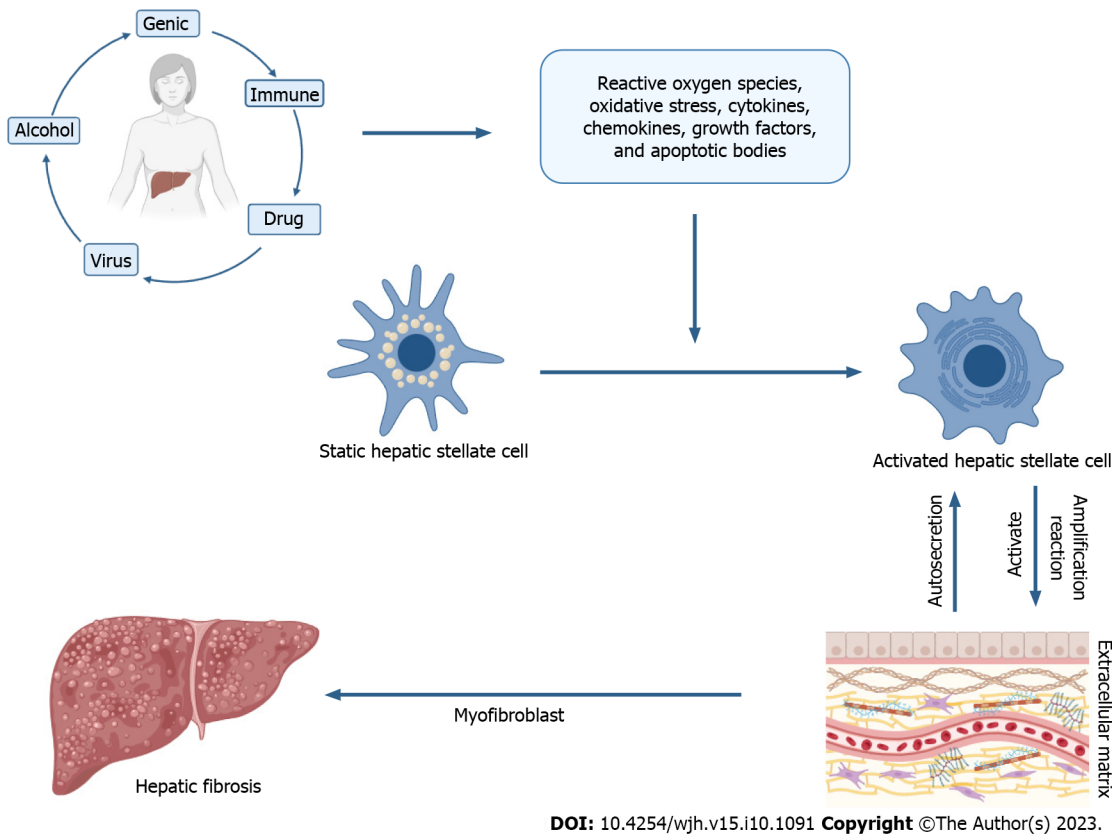 Genic
Immune
Alcohol
Drug
Virus
Reactive oxygen species,
oxidative stress, cytokines,
chemokines, growth factors,
and apoptotic bodies
Static hepatic stellate cell
Activated hepatic stellate cell
Autosecretion
Activate
Amplification
reaction
Extracellular matrix
Myofibroblast
Hepatic fibrosis
DOI: 10.4254/wjh.v15.i10.1091 Copyright ©The Author(s) 2023.